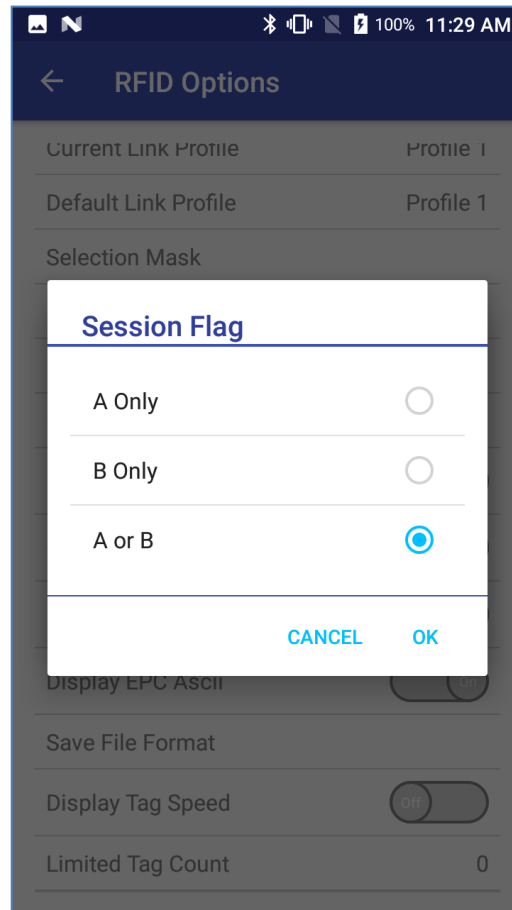 100% 11:29 AM
RFID Options
Current Link Profile Profile 1
Default Link Profile Profile 1
Selection Mask
Session Flag
A Only
B Only
A or B
CANCEL OK
Display EPC Ascii On
Save File Format
Display Tag Speed Off
Limited Tag Count 0